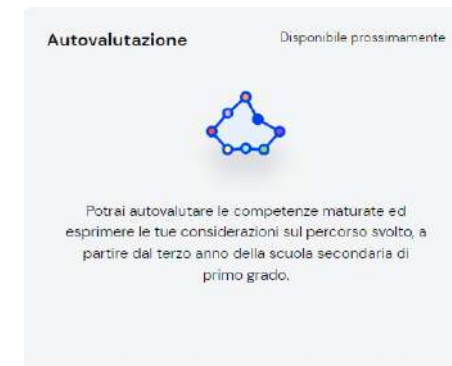 Autovalutazione
Disponibile prossimamente
Potrai autovalutare le competenze maturate ed
esprimere le tue considerazioni sul percorso svolto, a
partire dal terzo anno della scuola secondaria di
primo grado.